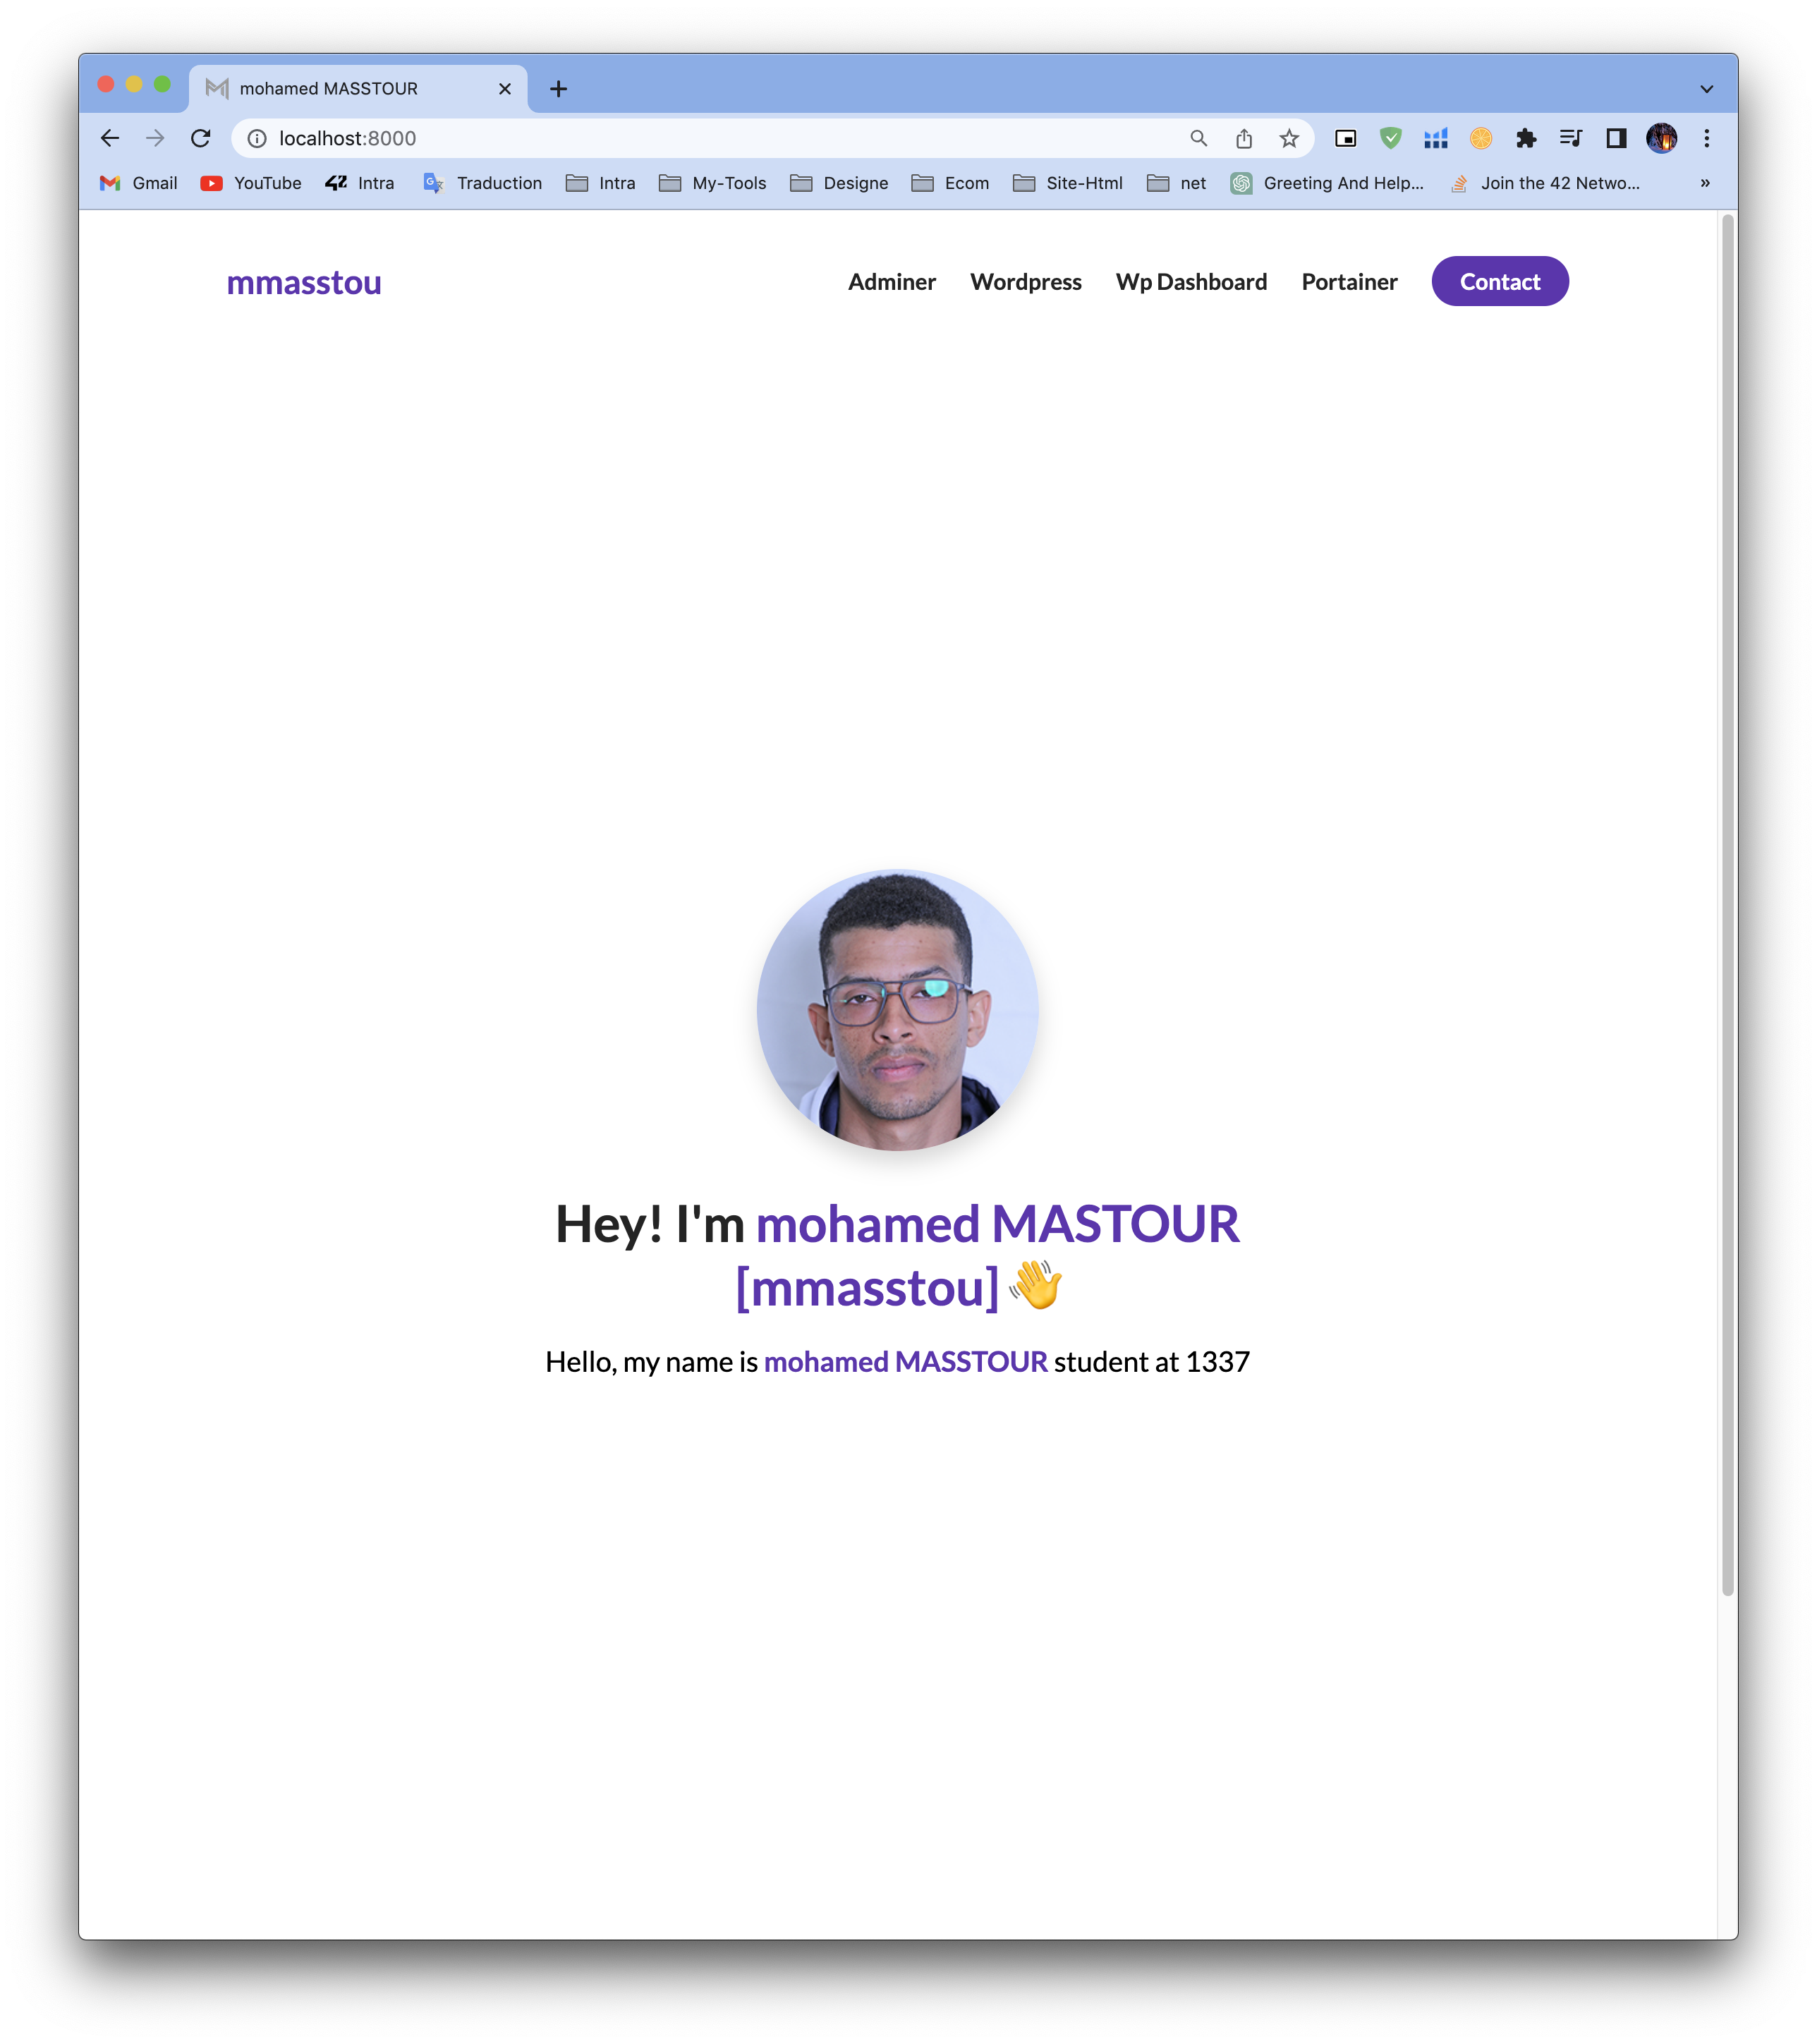 mohamed MASSTOUR
localhost:8000
Gmail YouTube 42 Intra Traduction Intra My-Tools Designe Ecom Site-Html net Greeting And Help... Join the 42 Netwo... »
mmasstou Adminer Wordpress Wp Dashboard Portainer Contact
Hey! I'm mohamed MASTOUR
[mmasstou] 👋
Hello, my name is mohamed MASSTOUR student at 1337